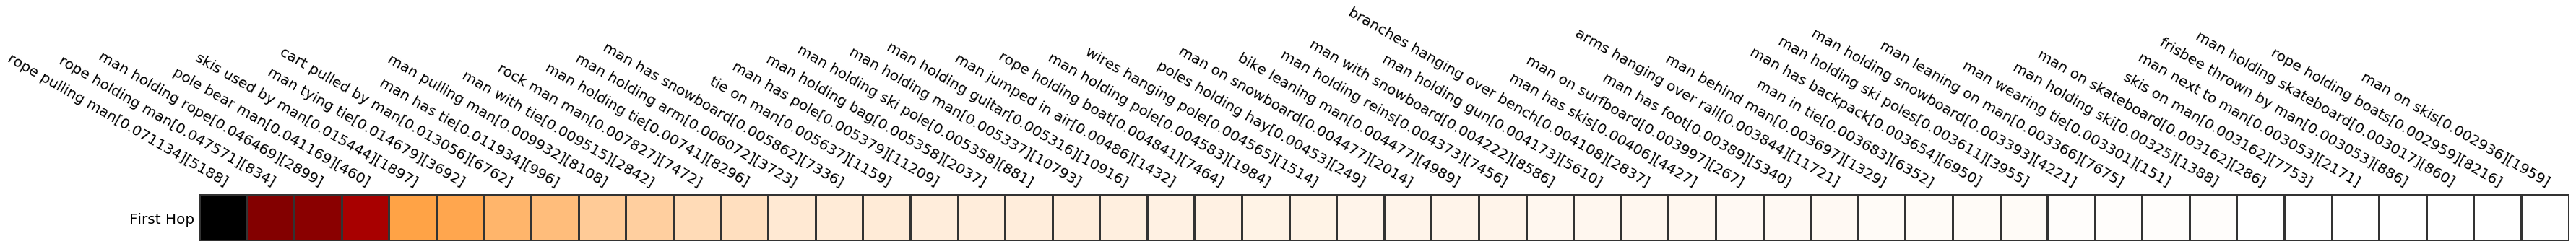 rope pulling man[0.071134][5188]
rope holding man[0.047571][834]
man holding rope[0.046469][2899]
pole bear man[0.041169][460]
skis used by man[0.015444][1897]
man tying tie[0.014679][3692]
cart pulled by man[0.013056][6762]
man has tie[0.011934][996]
man pulling man[0.009932][8108]
man with tie[0.009515][2842]
rock man man[0.007827][7472]
man holding tie[0.00741][8296]
man holding arm[0.006072][3723]
man has snowboard[0.005862][7336]
tie on man[0.005637][1159]
man has pole[0.005379][11209]
man holding bag[0.005358][2037]
man holding ski pole[0.005358][881]
man holding man[0.005337][10793]
man holding guitar[0.005316][10916]
man jumped in air[0.00486][1432]
rope holding boat[0.004841][7464]
man holding pole[0.004583][1984]
wires hanging pole[0.004565][1514]
poles holding hay[0.00453][249]
man on snowboard[0.004477][2014]
bike leaning man[0.004477][4989]
man holding reins[0.004373][7456]
man with snowboard[0.004222][8586]
man holding gun[0.004173][5610]
branches hanging over bench[0.004108][2837]
man has skis[0.00406][4427]
man on surfboard[0.003997][267]
man has foot[0.00389][5340]
arms hanging over rail[0.003844][11721]
man behind man[0.003697][1329]
man in tie[0.003683][6352]
man has backpack[0.003654][6950]
man holding ski poles[0.003611][3955]
man holding snowboard[0.003393][4221]
man leaning on man[0.003366][7675]
man wearing tie[0.003301][151]
man holding ski[0.00325][1388]
man on skateboard[0.003162][286]
skis on man[0.003162][7753]
man next to man[0.003053][2171]
frisbee thrown by man[0.003053][886]
man holding skateboard[0.003017][860]
rope holding boats[0.002959][8216]
man on skis[0.002936][1959]
First Hop